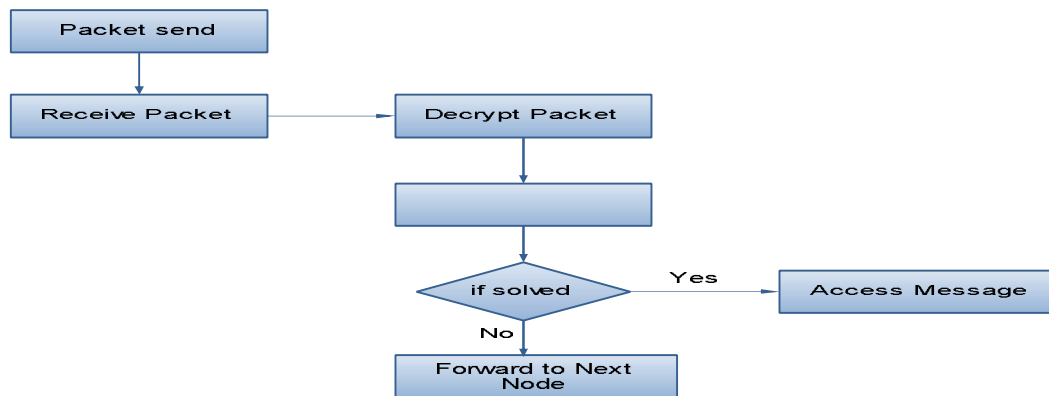 Packet send
Receive Packet
Decrypt Packet
if solved
Yes
Access Message
No
Forward to Next
Node